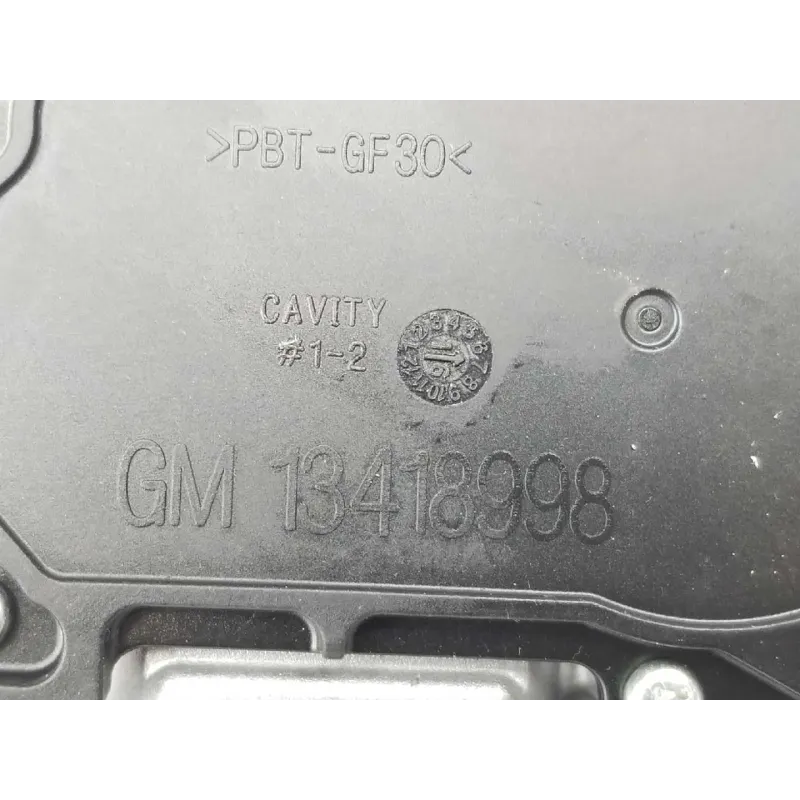 >PBT-GF30<
CAVITY
#1-2
GM 13418998